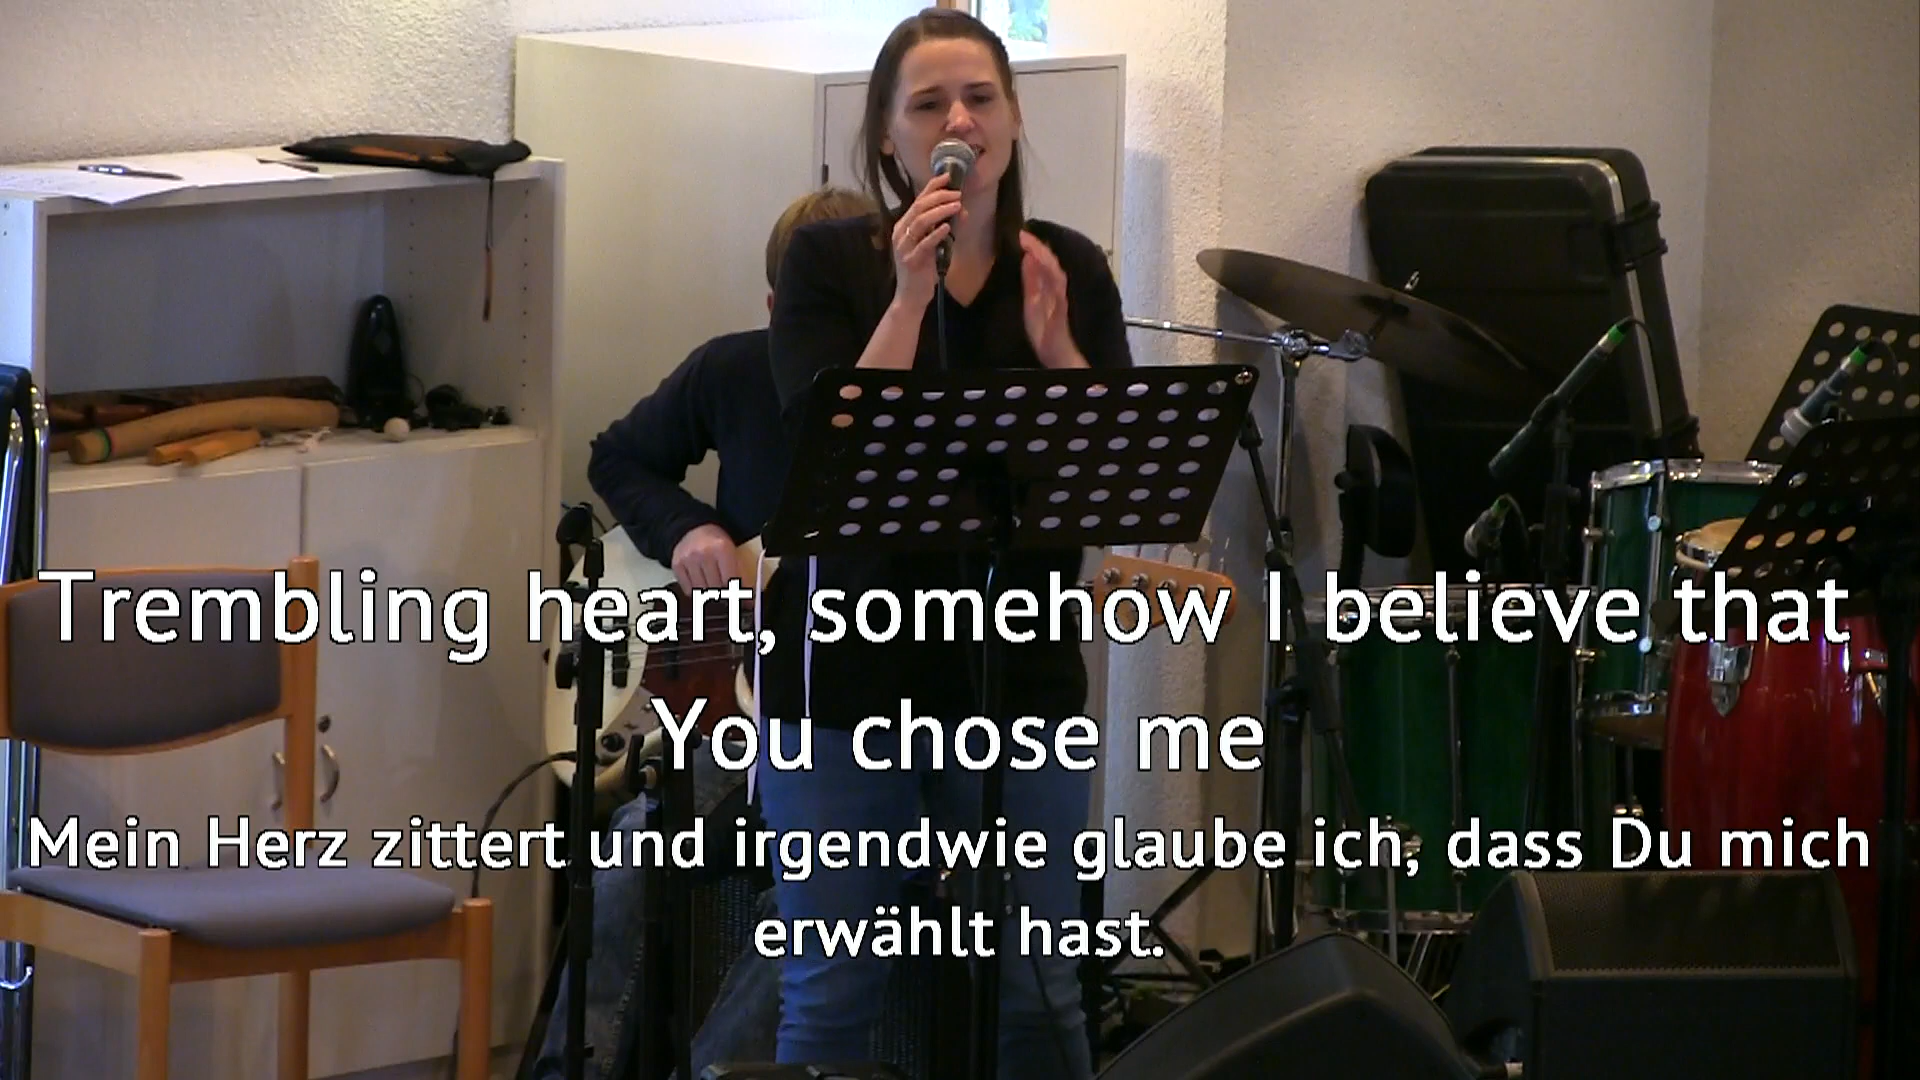 Trembling heart, somehow I believe that
You chose me
Mein Herz zittert und irgendwie glaube ich, dass Du mich
erwählt hast.